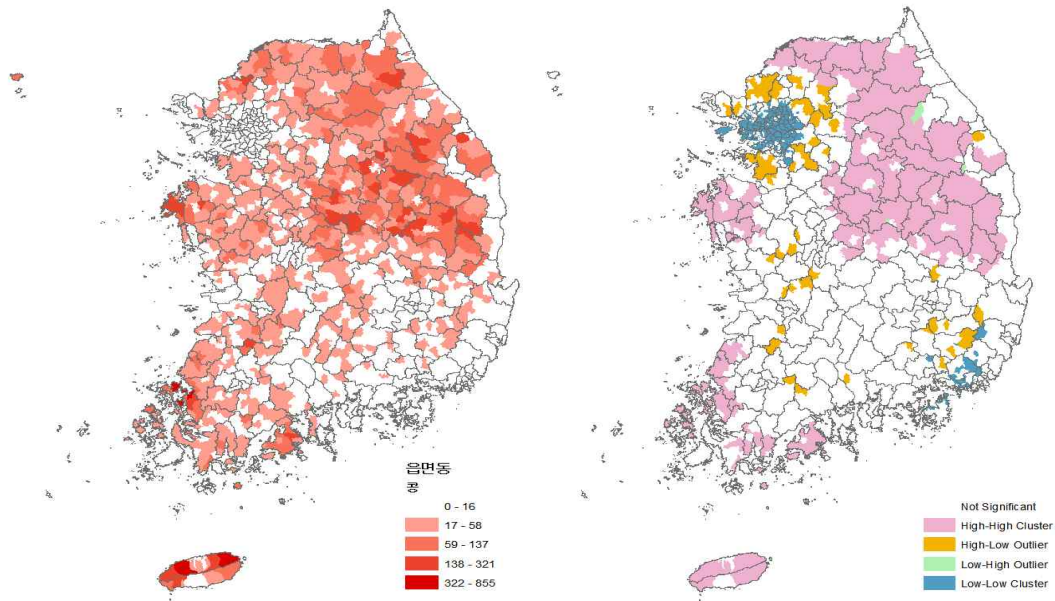 읍면동
콩
0 - 16
17 - 58
59 - 137
138 - 321
322 - 855
Not Significant
High-High Cluster
High-Low Outlier
Low-High Outlier
Low-Low Cluster